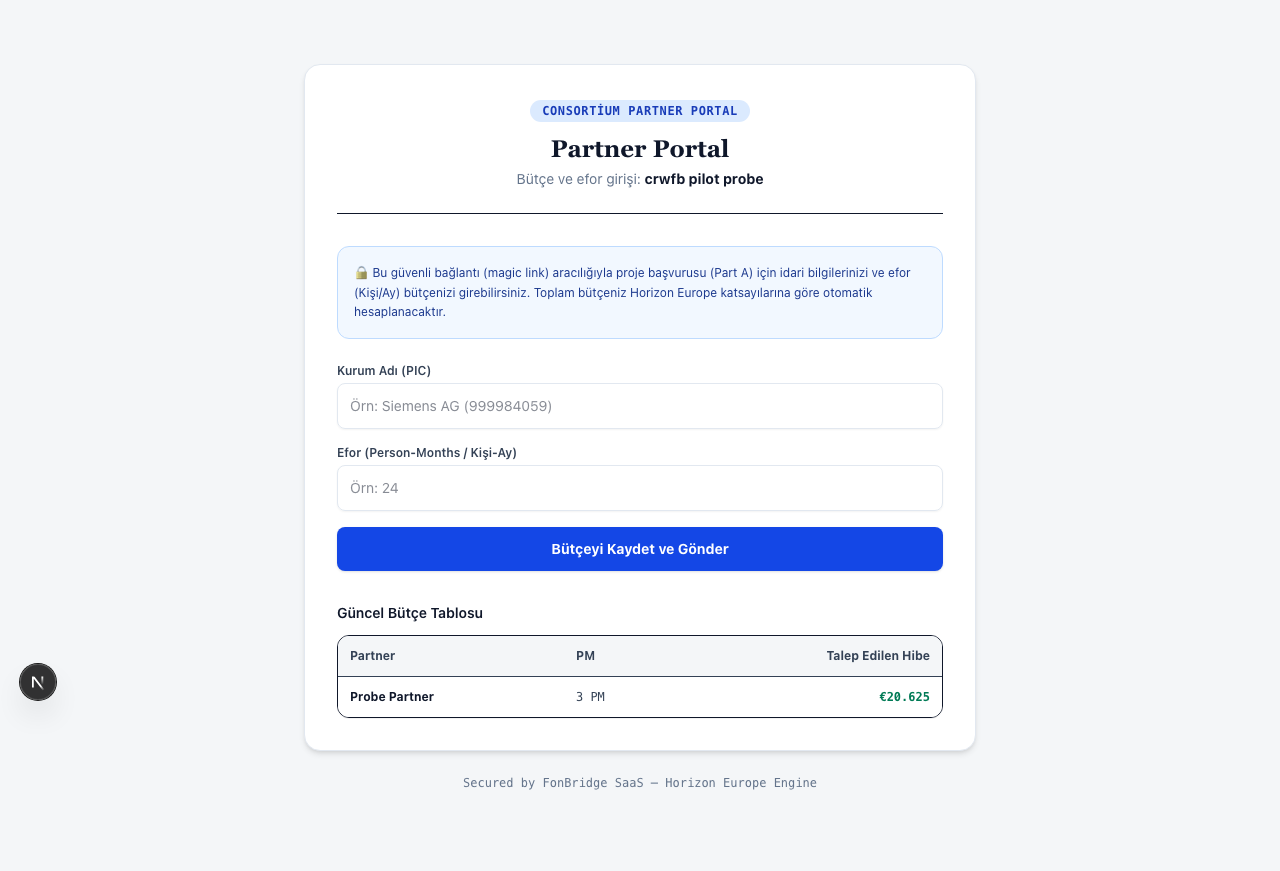 CONSORTİUM PARTNER PORTAL
Partner Portal
Bütçe ve efor girişi: crwfb pilot probe
🔒 Bu güvenli bağlantı (magic link) aracılığıyla proje başvurusu (Part A) için idari bilgilerinizi ve efor
(Kişi/Ay) bütçenizi girebilirsiniz. Toplam bütçeniz Horizon Europe katsayılarına göre otomatik
hesaplanacaktır.
Kurum Adı (PIC)
Örn: Siemens AG (999984059)
Efor (Person-Months / Kişi-Ay)
Örn: 24
Bütçeyi Kaydet ve Gönder
Güncel Bütçe Tablosu
Partner PM Talep Edilen Hibe
Probe Partner 3 PM €20.625
N
Secured by FonBridge SaaS — Horizon Europe Engine